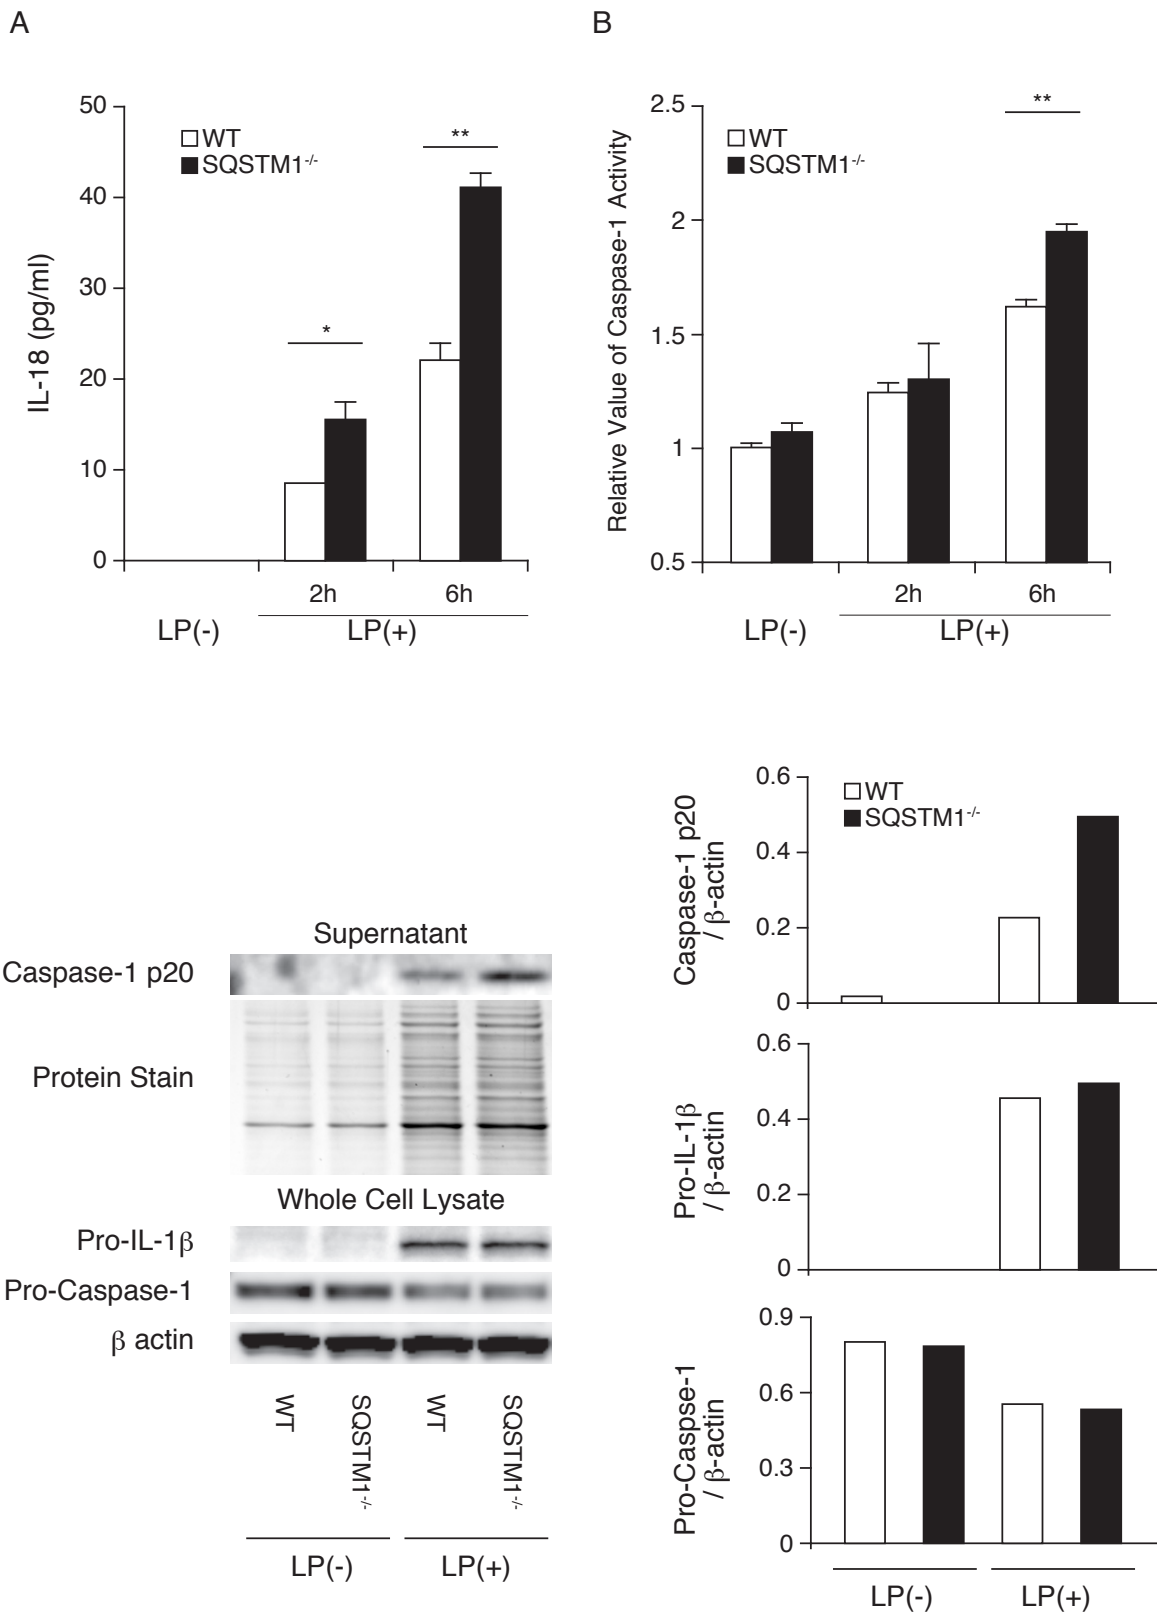 A
B
50
40
30
20
10
0
IL-18 (pg/ml)
WT
SQSTM1-/-
*
**
2h
6h
LP(-)
LP(+)
2.5
2
1.5
1
0.5
Relative Value of Caspase-1 Activity
WT
SQSTM1-/-
**
2h
6h
LP(-)
LP(+)
Supernatant
Caspase-1 p20
Protein Stain
Whole Cell Lysate
Pro-IL-1β
Pro-Caspase-1
β actin
WT
SQSTM1-/-
WT
SQSTM1-/-
LP(-)
LP(+)
0.6
0.4
0.2
0
Caspase-1 p20
/ β-actin
WT
SQSTM1-/-
0.6
0.4
0.2
0
Pro-IL-1β
/ β-actin
0.9
0.6
0.3
0
Pro-Caspse-1
/ β-actin
LP(-)
LP(+)